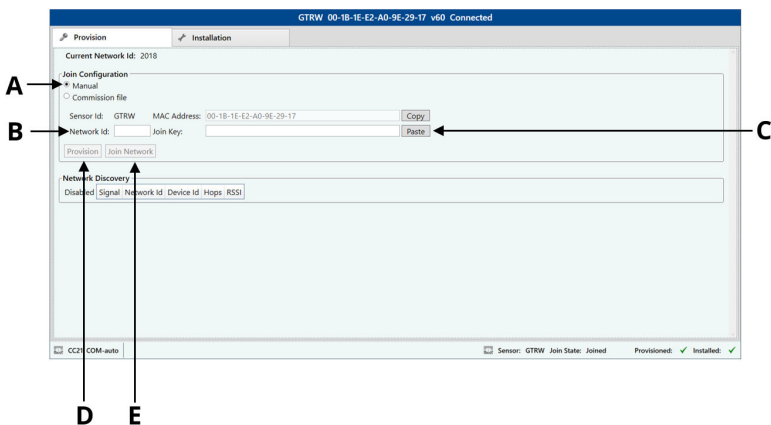 GTRW 00-1B-1E-E2-A0-9E-29-17 v60 Connected
Provision Installation
Current Network Id: 2018
Join Configuration
A Manual
Commission file
Sensor Id: GTRW MAC Address: 00-1B-1E-E2-A0-9E-29-17 Copy
B Network Id: Join Key: Paste C
Provision Join Network
Network Discovery
Disabled Signal Network Id Device Id Hops RSSI
CC21 COM-auto Sensor: GTRW Join State: Joined Provisioned: ✓ Installed: ✓
D E